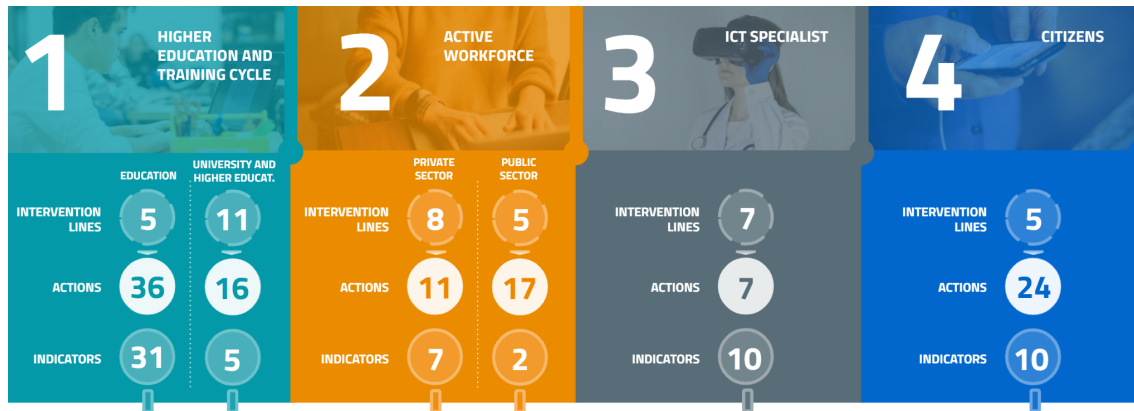 1
HIGHER
EDUCATION AND
TRAINING CYCLE
EDUCATION
UNIVERSITY AND
HIGHER EDUCAT.
INTERVENTION
LINES
5
11
ACTIONS
36
16
INDICATORS
31
5
2
ACTIVE
WORKFORCE
PRIVATE
SECTOR
PUBLIC
SECTOR
INTERVENTION
LINES
8
5
ACTIONS
11
17
INDICATORS
7
2
3
ICT SPECIALIST
INTERVENTION
LINES
7
ACTIONS
7
INDICATORS
10
4
CITIZENS
INTERVENTION
LINES
5
ACTIONS
24
INDICATORS
10